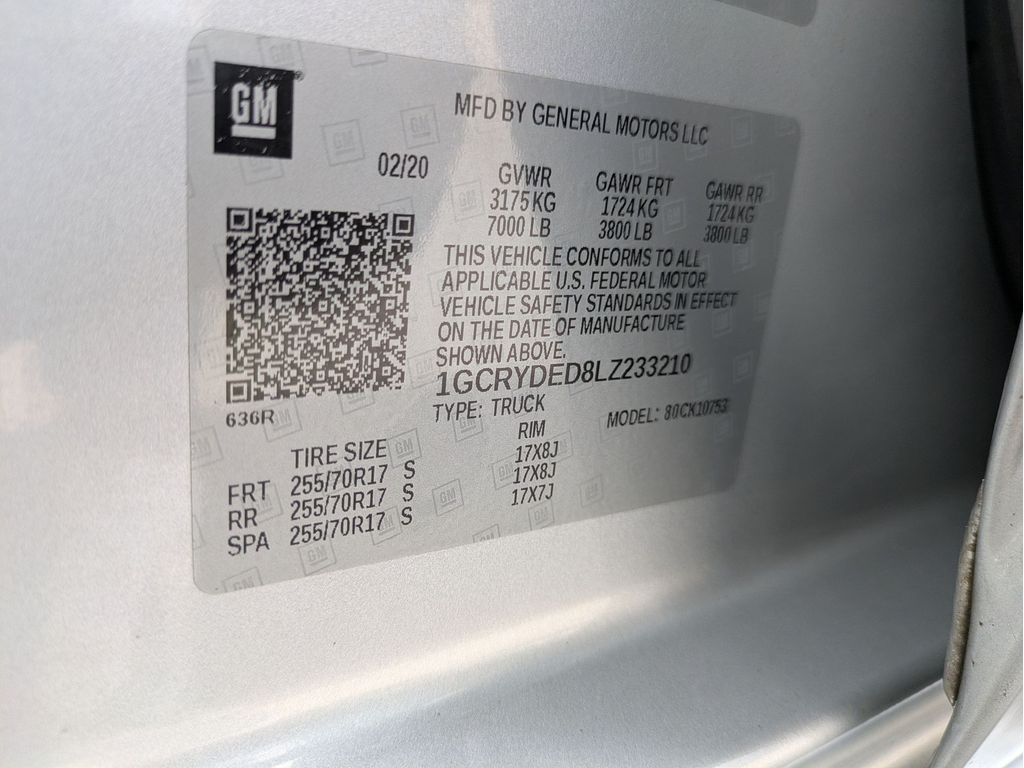 GM
MFD BY GENERAL MOTORS LLC
02/20
GVWR GAWR FRT GAWR RR
3175 KG 1724 KG 1724 KG
7000 LB 3800 LB 3800 LB
THIS VEHICLE CONFORMS TO ALL
APPLICABLE U.S. FEDERAL MOTOR
VEHICLE SAFETY STANDARDS IN EFFECT
ON THE DATE OF MANUFACTURE
SHOWN ABOVE.
1GCRYDED8LZ233210
TYPE: TRUCK MODEL: 80CK10753
636R
TIRE SIZE RIM
FRT 255/70R17 S 17X8J
RR 255/70R17 S 17X8J
SPA 255/70R17 S 17X7J